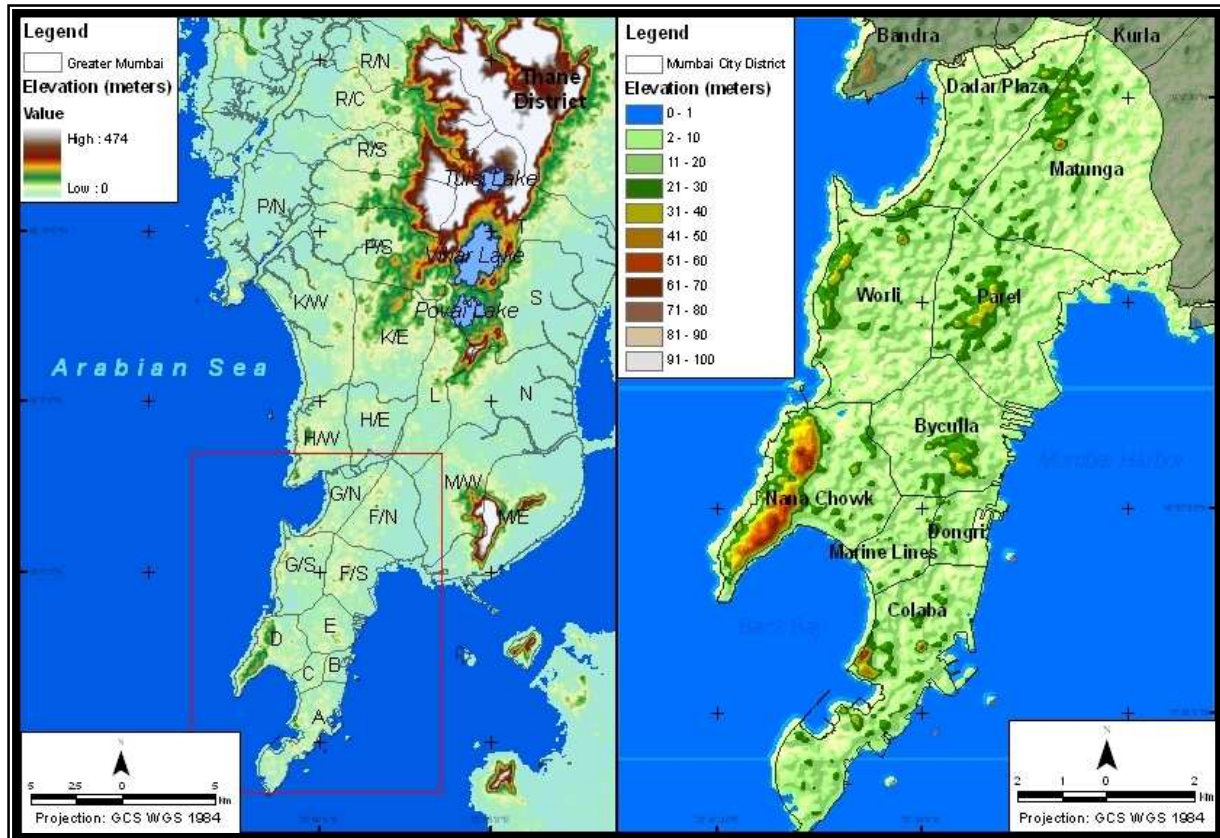 Legend
Greater Mumbai
Elevation (meters)
Value
High : 474
Low : 0
R/N
R/C
R/S
P/N
P/S
K/W
K/E
H/W
H/E
L
N
S
T
M/W
M/E
G/N
F/N
G/S
F/S
D
E
C
B
A
Thane
District
Tulsi Lake
Vihar Lake
Povai Lake
Arabian Sea
N
5
2.5
0
5
Km
Projection: GCS WGS 1984
Legend
Mumbai City District
Elevation (meters)
0 - 1
2 - 10
11 - 20
21 - 30
31 - 40
41 - 50
51 - 60
61 - 70
71 - 80
81 - 90
91 - 100
Bandra
Kurla
Dadar/Plaza
Matunga
Worli
Parel
Byculla
Mumbai Harbor
Nana Chowk
Dongri
Marine Lines
Colaba
Back Bay
N
2
1
0
2
Km
Projection: GCS WGS 1984